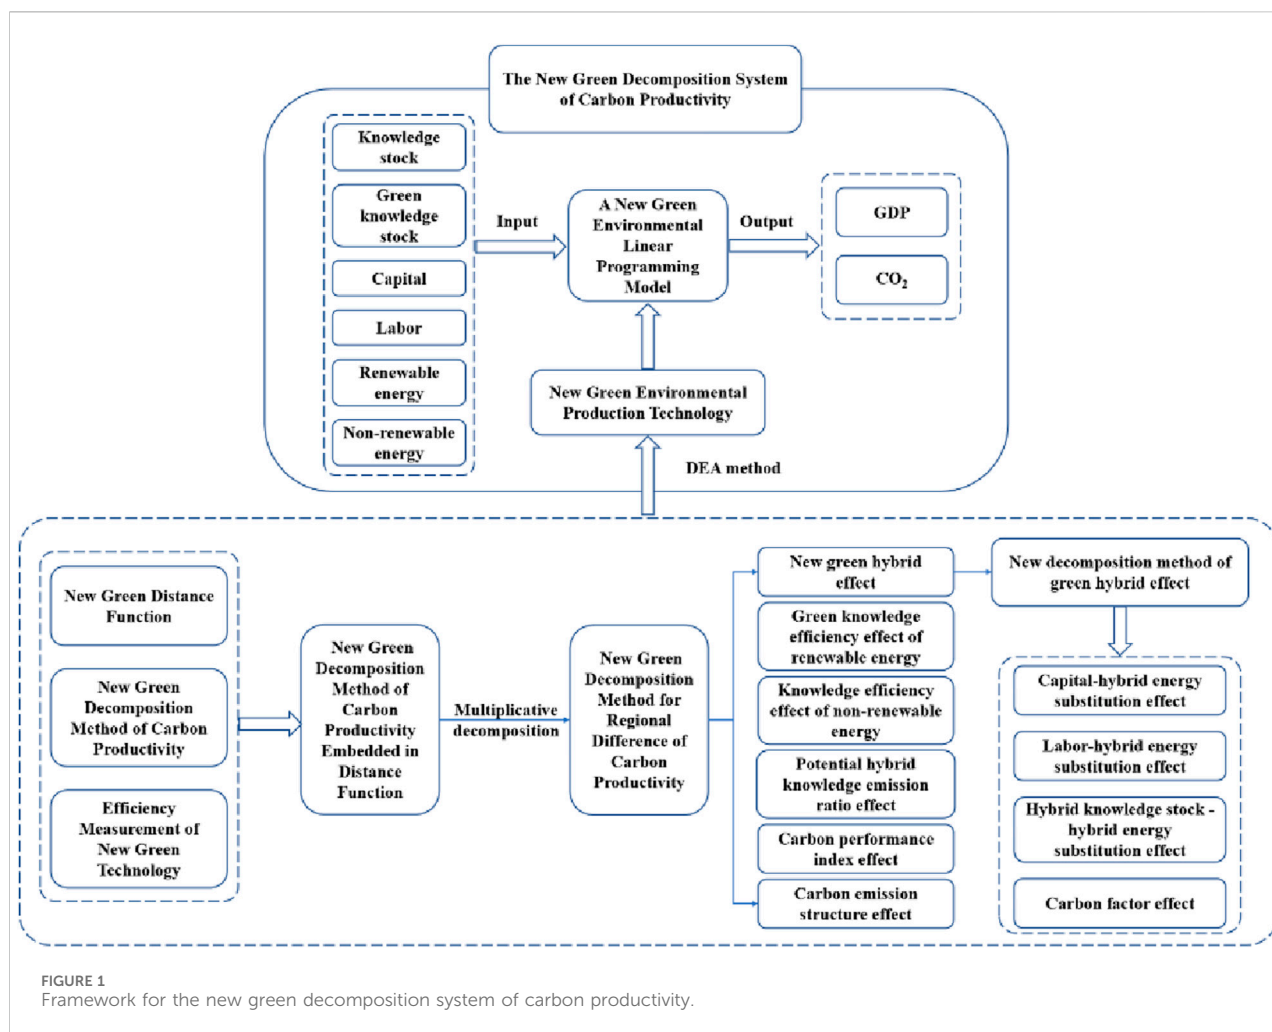 The New Green Decomposition System
of Carbon Productivity
Knowledge
stock
Green
knowledge
stock
Capital
Labor
Renewable
energy
Non-renewable
energy
Input
A New Green
Environmental
Linear
Programming
Model
Output
GDP
CO₂
New Green Environmental
Production Technology
DEA method
New Green Distance
Function
New Green
Decomposition
Method of Carbon
Productivity
Efficiency
Measurement of
New Green
Technology
New Green
Decomposition
Method of
Carbon
Productivity
Embedded in
Distance
Function
Multiplicative
decomposition
New Green
Decomposition
Method for
Regional
Difference of
Carbon
Productivity
New green hybrid
effect
Green knowledge
efficiency effect of
renewable energy
Knowledge efficiency
effect of non-renewable
energy
Potential hybrid
knowledge emission
ratio effect
Carbon performance
index effect
Carbon emission
structure effect
New decomposition method of
green hybrid effect
Capital-hybrid energy
substitution effect
Labor-hybrid energy
substitution effect
Hybrid knowledge stock -
hybrid energy
substitution effect
Carbon factor effect
FIGURE 1
Framework for the new green decomposition system of carbon productivity.